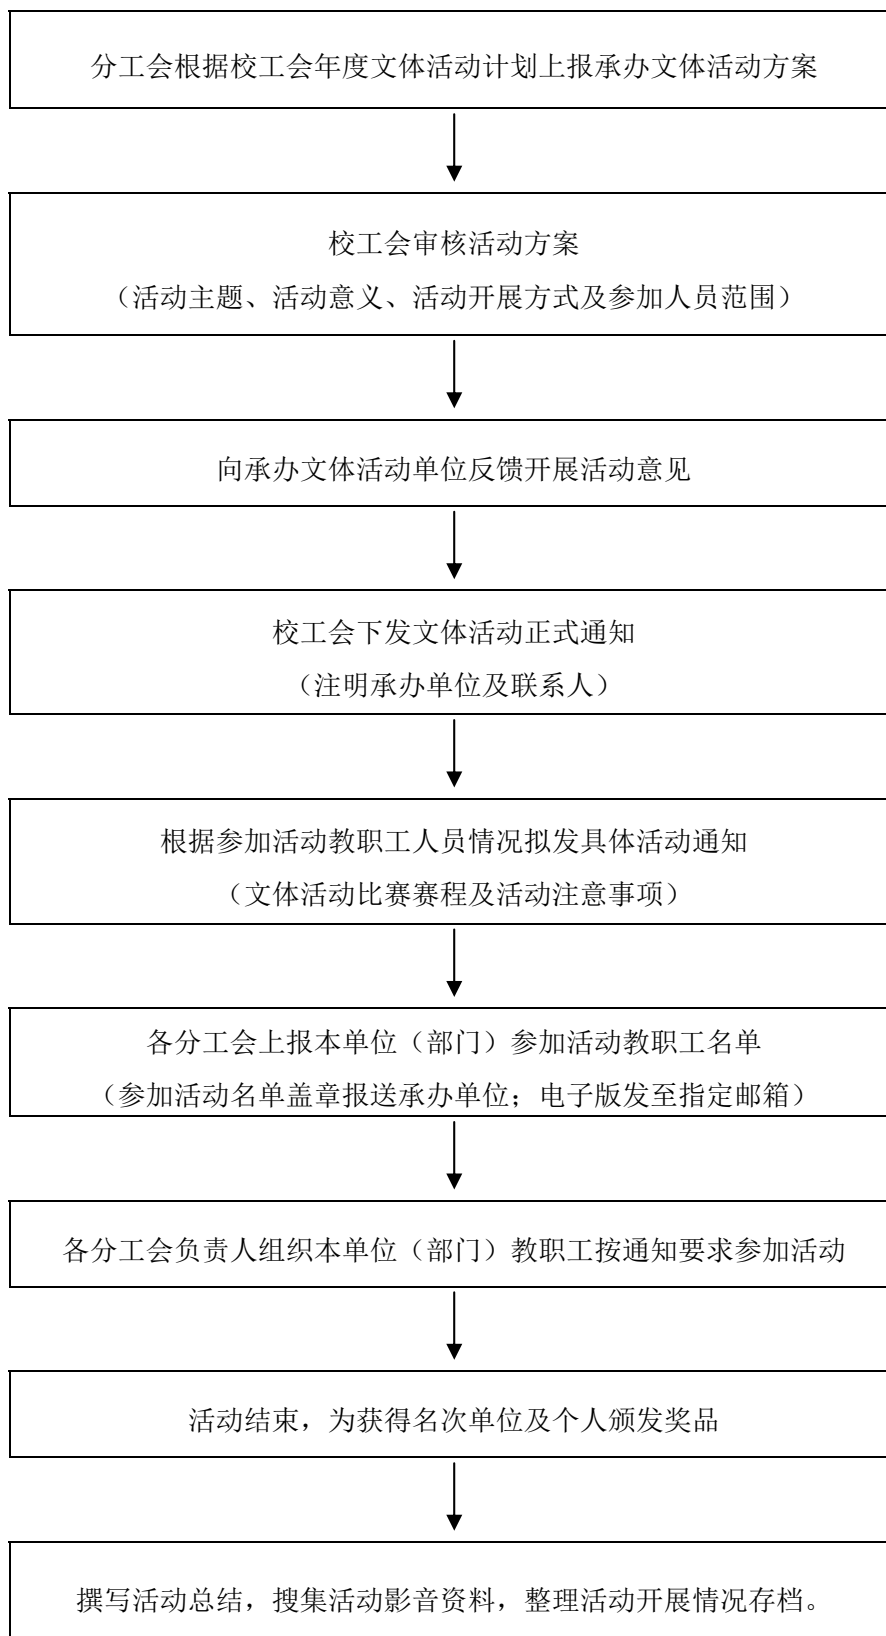 分工会根据校工会年度文体活动计划上报承办文体活动方案
校工会审核活动方案
（活动主题、活动意义、活动开展方式及参加人员范围）
向承办文体活动单位反馈开展活动意见
校工会下发文体活动正式通知
（注明承办单位及联系人）
根据参加活动教职工人员情况拟发具体活动通知
（文体活动比赛赛程及活动注意事项）
各分工会上报本单位（部门）参加活动教职工名单
（参加活动名单盖章报送承办单位；电子版发至指定邮箱）
各分工会负责人组织本单位（部门）教职工按通知要求参加活动
活动结束，为获得名次单位及个人颁发奖品
撰写活动总结，搜集活动影音资料，整理活动开展情况存档。